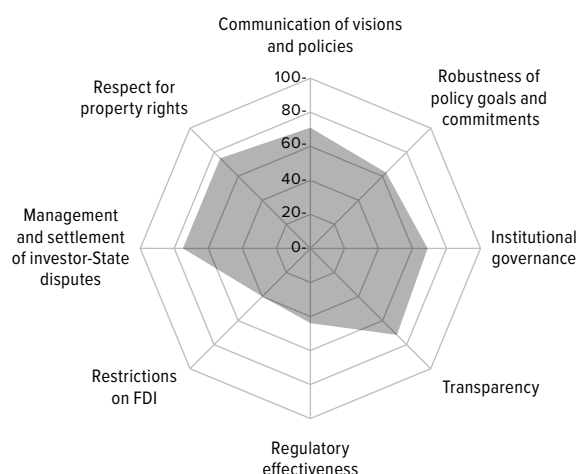 Communication of visions
and policies
Robustness of
policy goals and
commitments
Institutional
governance
Transparency
Regulatory
effectiveness
Restrictions
on FDI
Management
and settlement
of investor-State
disputes
Respect for
property rights
100-
80-
60-
40-
20-
0-